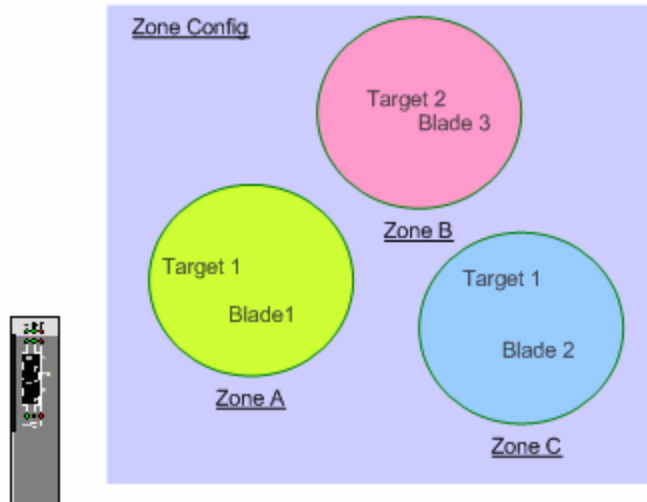 Zone Config
Target 2
Blade 3
Zone B
Target 1
Blade1
Zone A
Target 1
Blade 2
Zone C